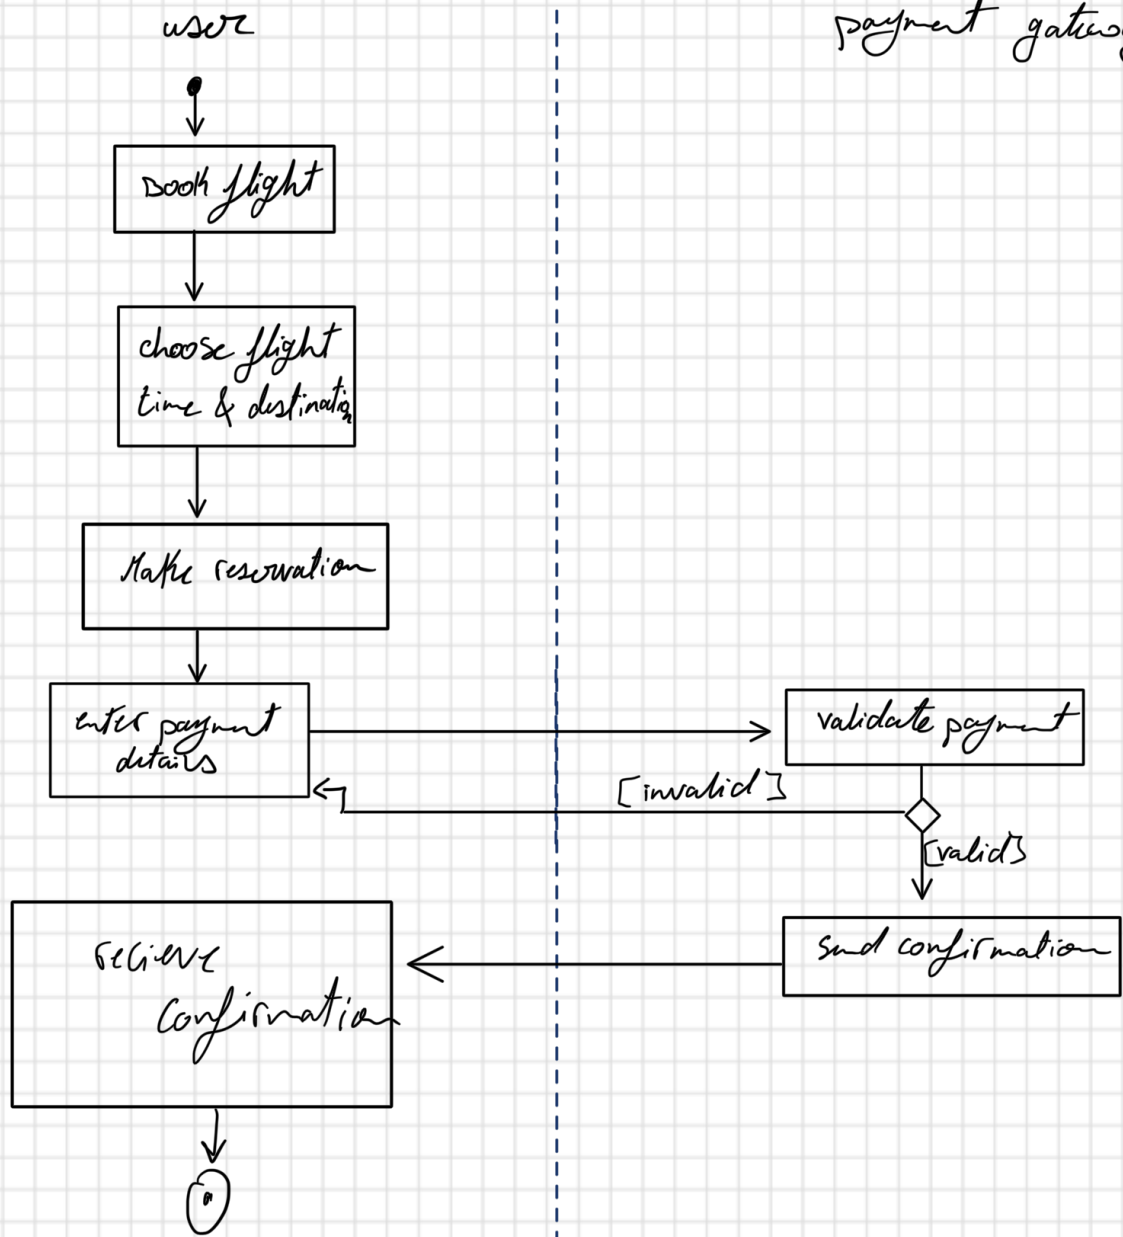 user
payment gateway
Book flight
choose flight
time & destination
Make reservation
enter payment
details
validate payment
[invalid]
[valid]
send confirmation
recieve
confirmation